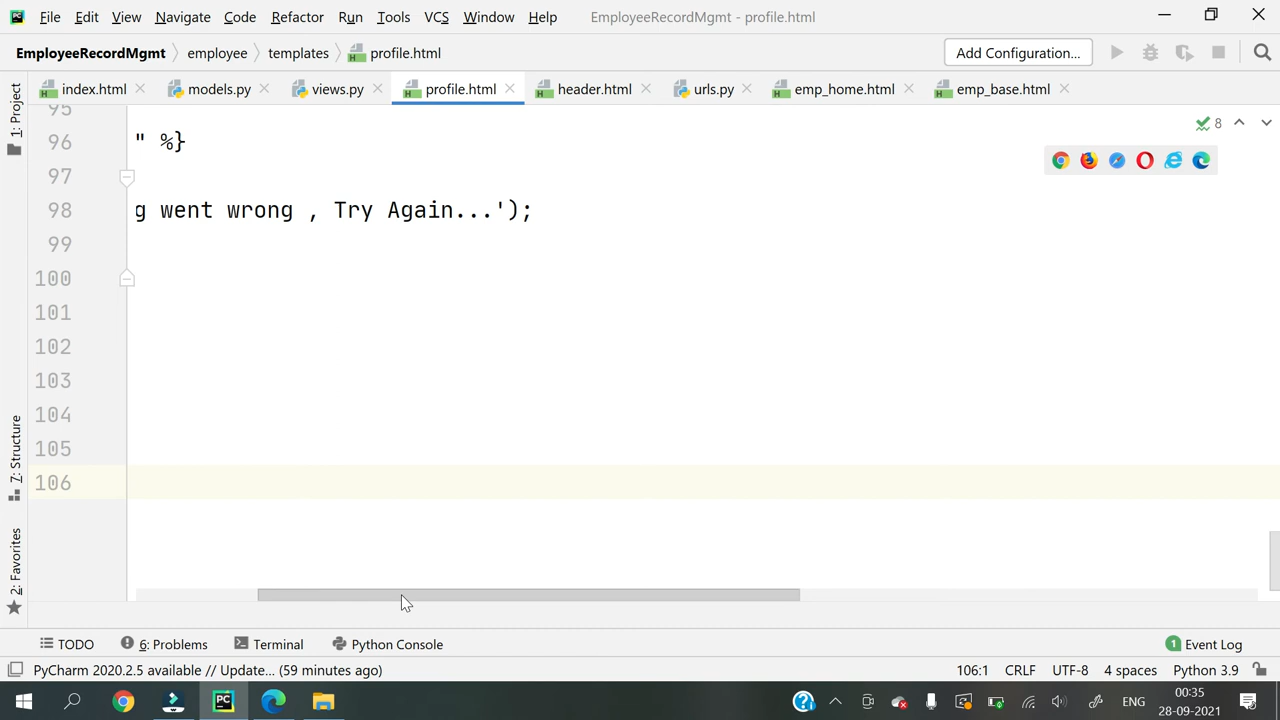 File Edit View Navigate Code Refactor Run Tools VCS Window Help EmployeeRecordMgmt - profile.html
EmployeeRecordMgmt employee templates profile.html Add Configuration...
index.html models.py views.py profile.html header.html urls.py emp_home.html emp_base.html
1: Project
95
96 " %} 8
97
98 g went wrong , Try Again...');
99
100
101
102
103
104
105
106
Z: Structure
2: Favorites
TODO 6: Problems Terminal Python Console 1 Event Log
PyCharm 2020.2.5 available // Update... (59 minutes ago) 106:1 CRLF UTF-8 4 spaces Python 3.9
ENG 00:35
28-09-2021